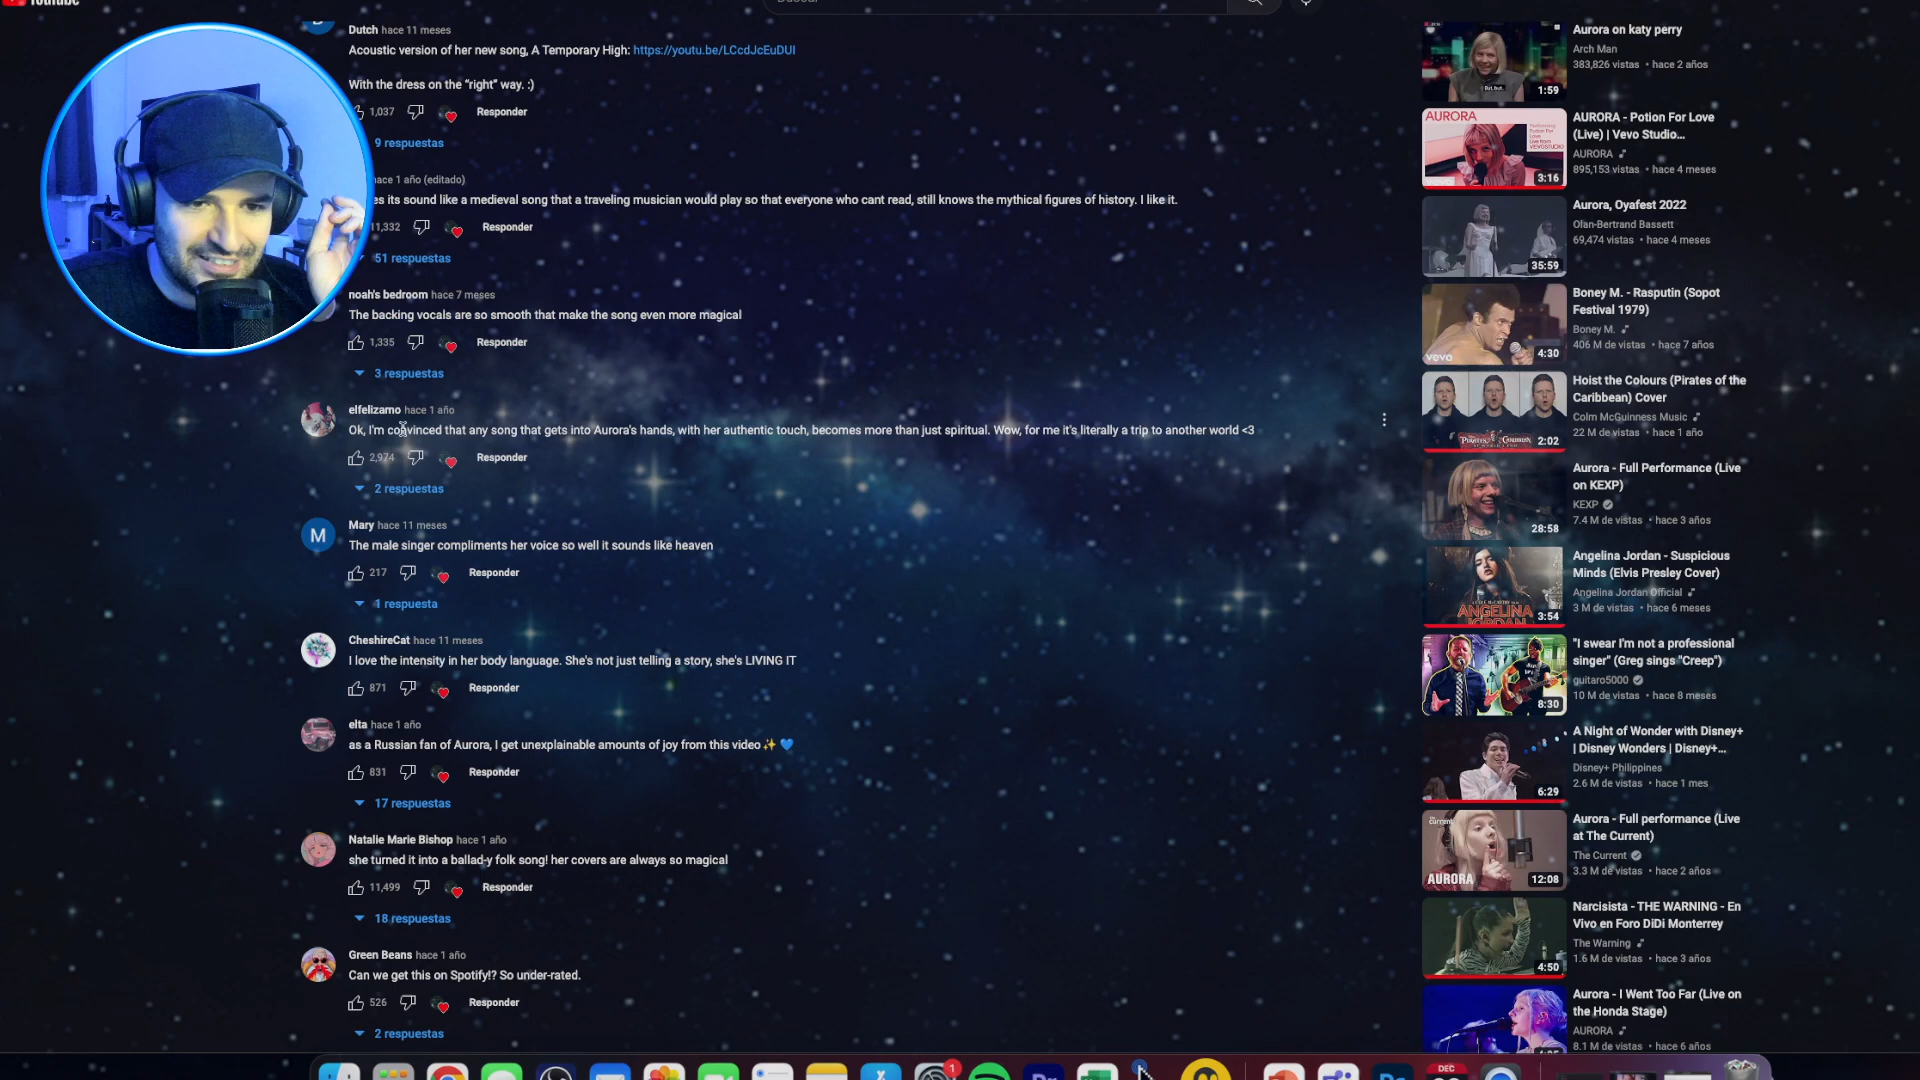 Dutch hace 11 meses
Acoustic version of her new song, A Temporary High: https://youtu.be/LCcdJcEuDUI
With the dress on the "right" way. :)
1,037 Responder
9 respuestas
hace 1 año (editado)
its sound like a medieval song that a traveling musician would play so that everyone who cant read, still knows the mythical figures of history. I like it.
11,332 Responder
51 respuestas
noah's bedroom hace 7 meses
The backing vocals are so smooth that make the song even more magical
1,335 Responder
3 respuestas
elfelizamo hace 1 año
Ok, I'm convinced that any song that gets into Aurora's hands, with her authentic touch, becomes more than just spiritual. Wow, for me it's literally a trip to another world <3
2,974 Responder
2 respuestas
M
Mary hace 11 meses
The male singer compliments her voice so well it sounds like heaven
217 Responder
1 respuesta
CheshireCat hace 11 meses
I love the intensity in her body language. She's not just telling a story, she's LIVING IT
871 Responder
elta hace 1 año
as a Russian fan of Aurora, I get unexplainable amounts of joy from this video✨💙
831 Responder
17 respuestas
Natalie Marie Bishop hace 1 año
she turned it into a ballad-y folk song! her covers are always so magical
11,499 Responder
18 respuestas
Green Beans hace 1 año
Can we get this on Spotify!? So under-rated.
526 Responder
2 respuestas
1:59
Aurora on katy perry
Arch Man
383,826 vistas • hace 2 años
AURORA
3:16
AURORA - Potion For Love
(Live) | Vevo Studio...
AURORA
895,153 vistas • hace 4 meses
35:59
Aurora, Oyafest 2022
Olan-Bertrand Bassett
69,474 vistas • hace 4 meses
vevo
4:30
Boney M. - Rasputin (Sopot
Festival 1979)
Boney M.
406 M de vistas • hace 7 años
2:02
Hoist the Colours (Pirates of the
Caribbean) Cover
Colm McGuinness Music
22 M de vistas • hace 1 año
28:58
Aurora - Full Performance (Live
on KEXP)
KEXP
7.4 M de vistas • hace 3 años
ANGELINA
JORDAN
3:54
Angelina Jordan - Suspicious
Minds (Elvis Presley Cover)
Angelina Jordan Official
3 M de vistas • hace 6 meses
8:30
"I swear I'm not a professional
singer" (Greg sings "Creep")
guitaro5000
10 M de vistas • hace 8 meses
6:29
A Night of Wonder with Disney+
| Disney Wonders | Disney+...
Disney+ Philippines
2.6 M de vistas • hace 1 mes
AURORA
12:08
Aurora - Full performance (Live
at The Current)
The Current
3.3 M de vistas • hace 2 años
4:50
Narcisista - THE WARNING - En
Vivo en Foro DiDi Monterrey
The Warning
1.6 M de vistas • hace 3 años
Aurora - I Went Too Far (Live on
the Honda Stage)
AURORA
8.1 M de vistas • hace 6 años
1
DEC